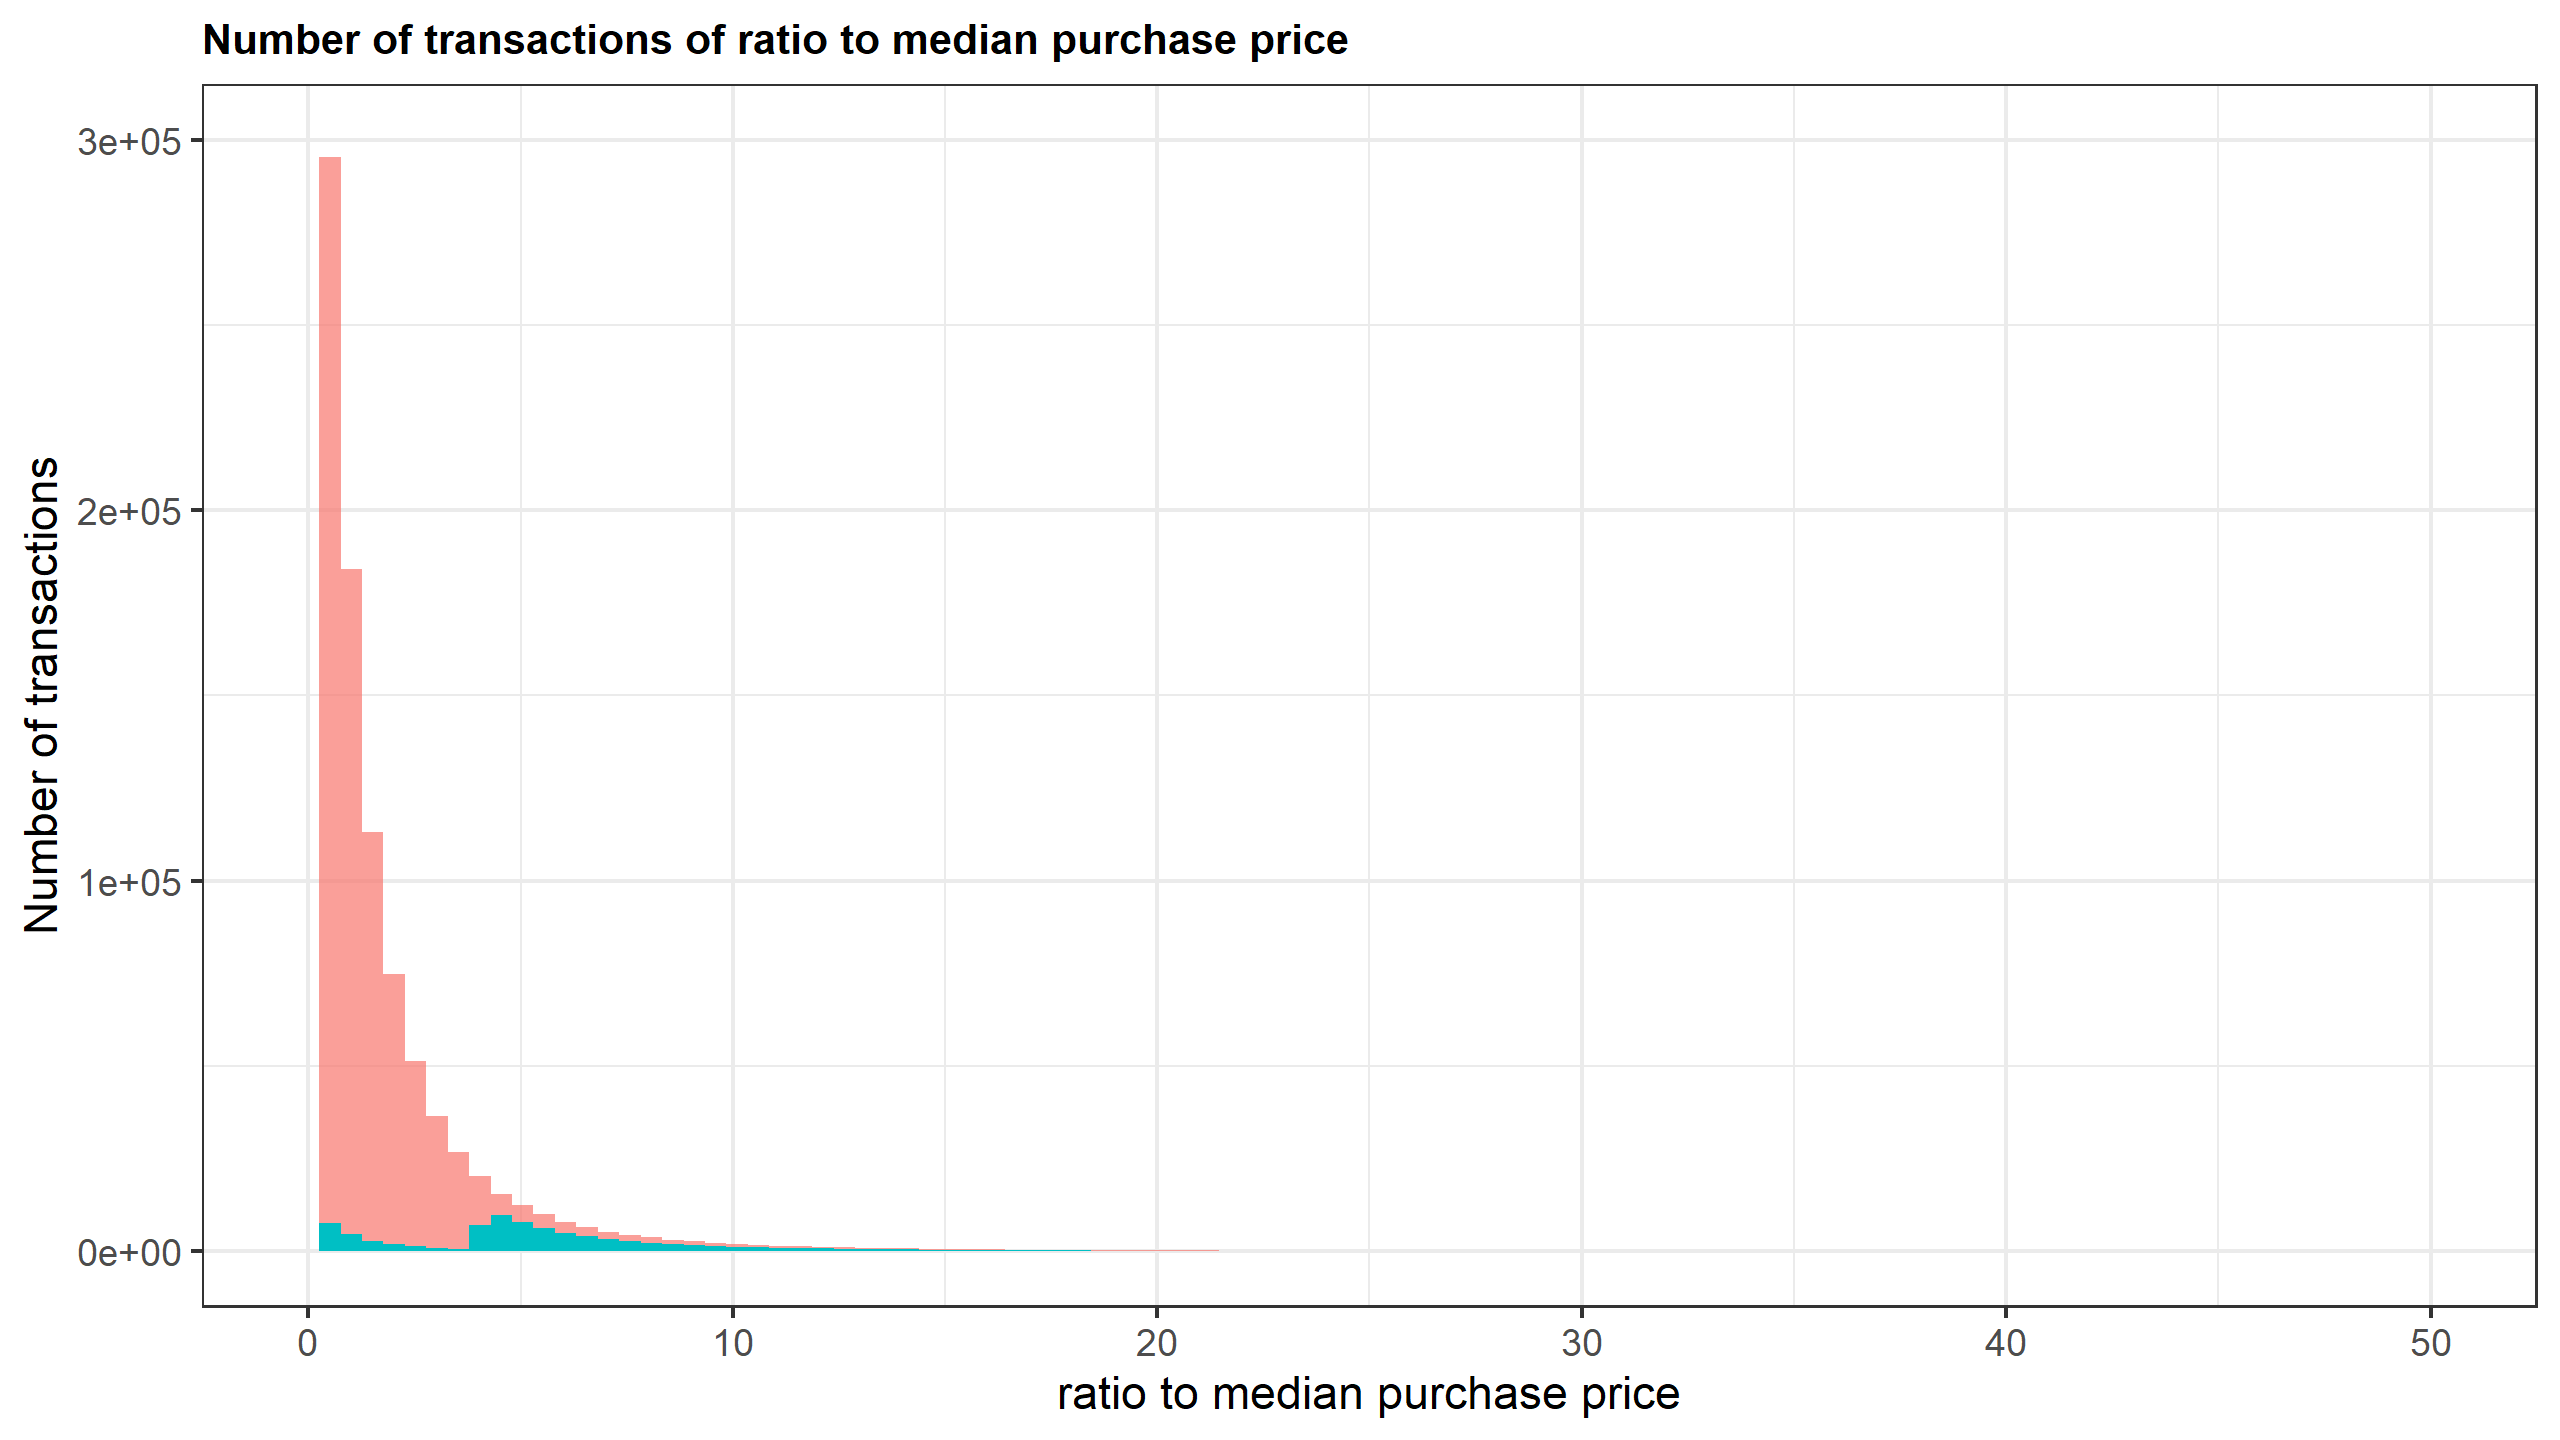 Number of transactions of ratio to median purchase price
Number of transactions
3e+05
2e+05
1e+05
0e+00
0 10 20 30 40 50
ratio to median purchase price